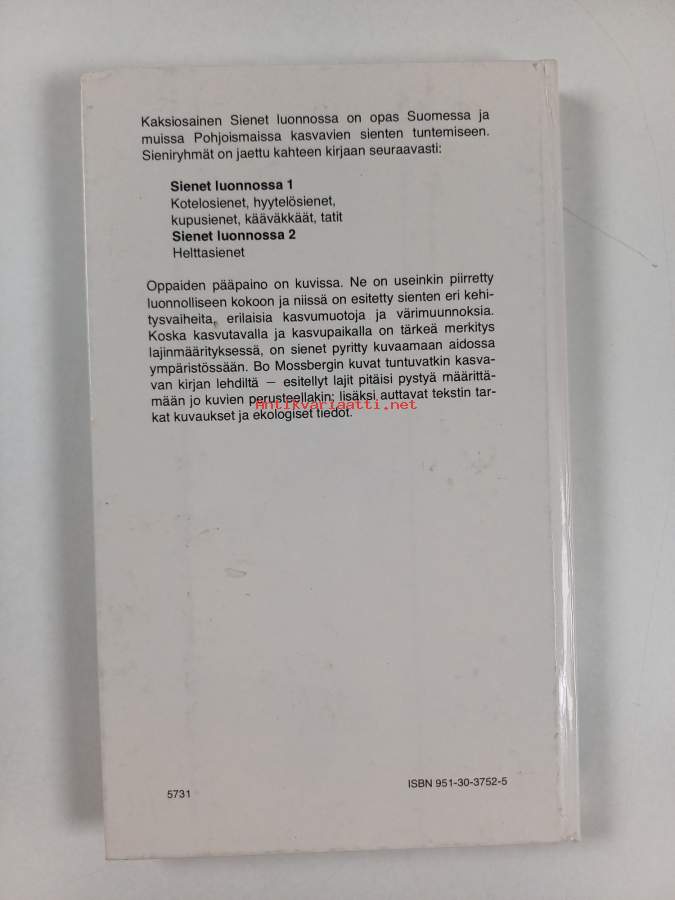 Kaksiosainen Sienet luonnossa on opas Suomessa ja
muissa Pohjoismaissa kasvavien sienten tuntemiseen.
Sieniryhmät on jaettu kahteen kirjaan seuraavasti:
Sienet luonnossa 1
Kotelosienet, hyytelösienet,
kupusienet, kääväkkäät, tatit
Sienet luonnossa 2
Helttasienet
Oppaiden pääpaino on kuvissa. Ne on useinkin piirretty
luonnolliseen kokoon ja niissä on esitetty sienten eri kehi-
tysvaiheita, erilaisia kasvumuotoja ja värimuunnoksia.
Koska kasvutavalla ja kasvupaikalla on tärkeä merkitys
lajinmäärityksessä, on sienet pyritty kuvaamaan aidossa
ympäristössään. Bo Mossbergin kuvat tuntuvatkin kasva-
van kirjan lehdiltä — esitellyt lajit pitäisi pystyä määrittä-
mään jo kuvien perusteellakin; lisäksi auttavat tekstin tar-
Antikvariaatti.net
kat kuvaukset ja ekologiset tiedot.
5731
ISBN 951-30-3752-5